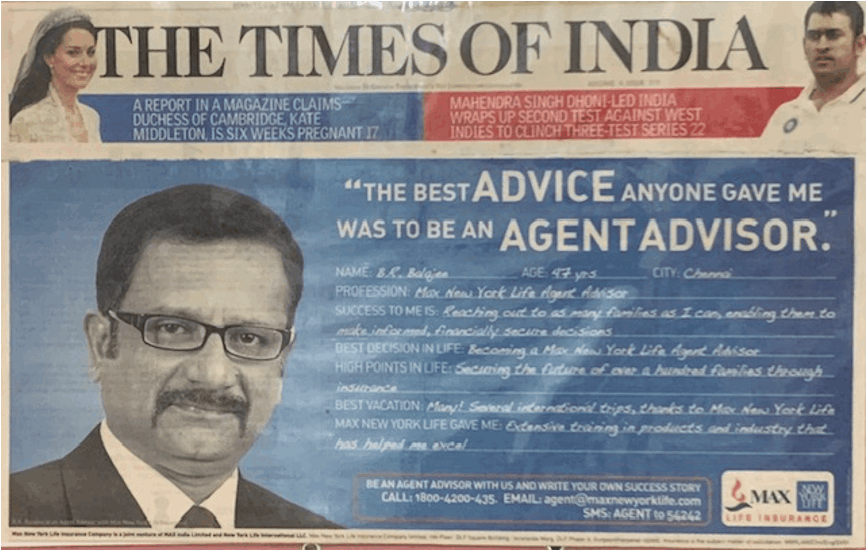 THE TIMES OF INDIA
A REPORT IN A MAGAZINE CLAIMS
DUCHESS OF CAMBRIDGE, KATE
MIDDLETON, IS SIX WEEKS PREGNANT 17
MAHENDRA SINGH DHONI-LED INDIA
WRAPS UP SECOND TEST AGAINST WEST
INDIES TO CLINCH THREE-TEST SERIES 22
“THE BEST ADVICE ANYONE GAVE ME
WAS TO BE AN AGENT ADVISOR.”
NAME: B.R. Balajee AGE: 47 yrs CITY: Chennai
PROFESSION: Max New York Life Agent Advisor
SUCCESS TO ME IS: Reaching out to as many families as I can, enabling them to
make informed, financially secure decisions
BEST DECISION IN LIFE: Becoming a Max New York Life Agent Advisor
HIGH POINTS IN LIFE: Securing the future of over a hundred families through
insurance
BEST VACATION: Many! Several international trips, thanks to Max New York Life
MAX NEW YORK LIFE GAVE ME: Extensive training in products and industry that
has helped me excel
BE AN AGENT ADVISOR WITH US AND WRITE YOUR OWN SUCCESS STORY
CALL: 1800-4200-435. EMAIL: agent@maxnewyorklife.com
SMS: AGENT to 54242
MAX NEW YORK LIFE
LIFE INSURANCE
Max New York Life Insurance Company is a joint venture of MAX India Limited and New York Life International LLC.